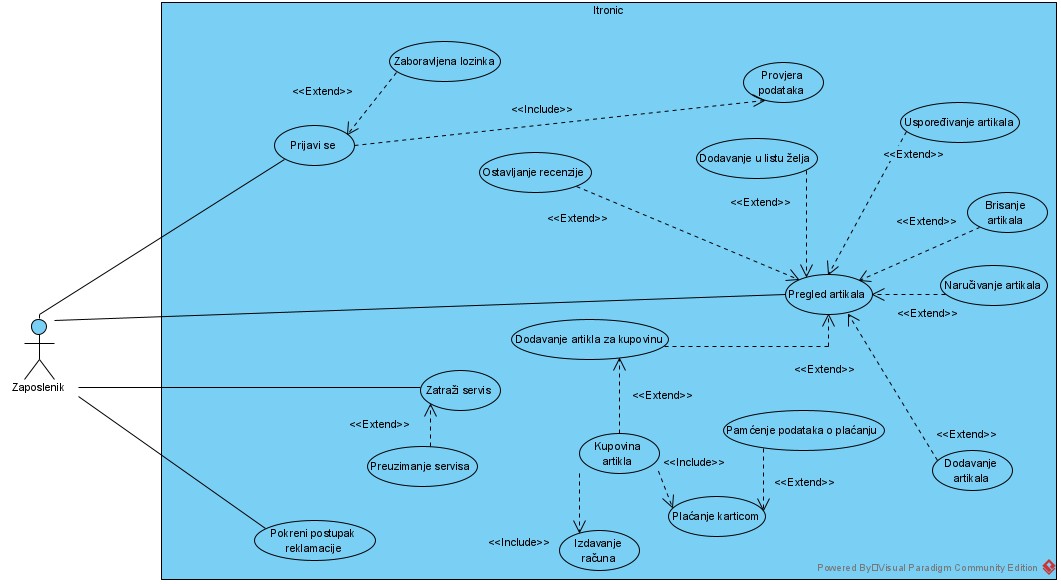 Itronic
Zaboravljena lozinka
<<Extend>>
Provjera
podataka
<<Include>>
Prijavi se
Uspoređivanje artikala
<<Extend>>
Dodavanje u listu želja
Ostavljanje recenzije
<<Extend>>
<<Extend>>
Brisanje
artikala
<<Extend>>
Pregled artikala
Naručivanje artikala
<<Extend>>
Dodavanje artikla za kupovinu
<<Extend>>
Zaposlenik
Zatraži servis
<<Extend>>
<<Extend>>
Pamćenje podataka o plaćanju
<<Extend>>
Kupovina
artikla
<<Include>>
Preuzimanje servisa
Dodavanje
artikala
<<Extend>>
Plaćanje karticom
Pokreni postupak
reklamacije
<<Include>>
Izdavanje
računa
Powered By▯Visual Paradigm Community Edition